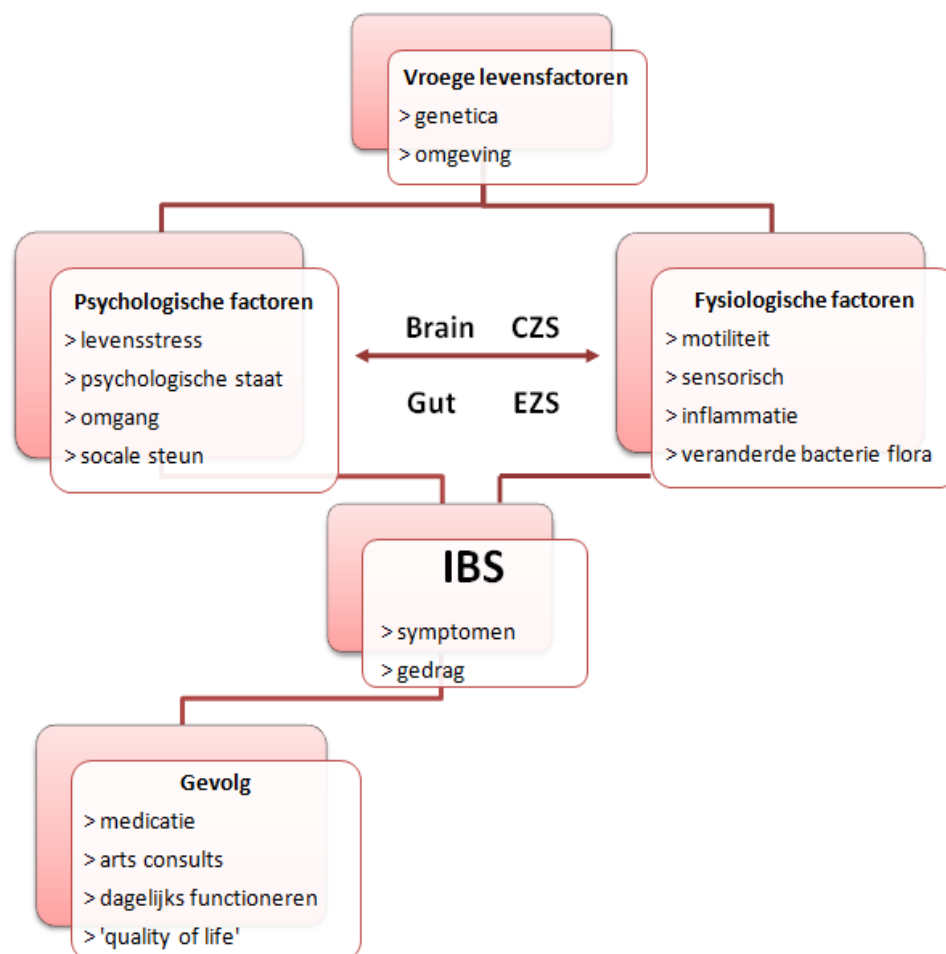 Vroege levensfactoren
> genetica
> omgeving
Psychologische factoren
> levensstress
> psychologische staat
> omgang
> socale steun
Brain CZS
Gut EZS
Fysiologische factoren
> motiliteit
> sensorisch
> inflammatie
> veranderde bacterie flora
IBS
> symptomen
> gedrag
Gevolg
> medicatie
> arts consults
> dagelijks functioneren
> 'quality of life'